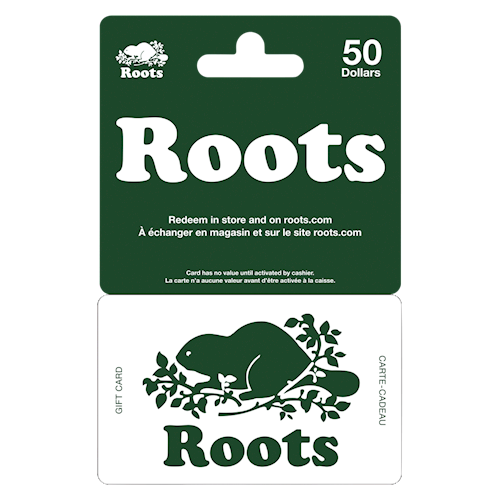 Roots
50
Dollars
Roots
Redeem in store and on roots.com
À échanger en magasin et sur le site roots.com
Card has no value until activated by cashier.
La carte n'a aucune valeur avant d'être activée à la caisse.
GIFT CARD
CARTE-CADEAU
Roots